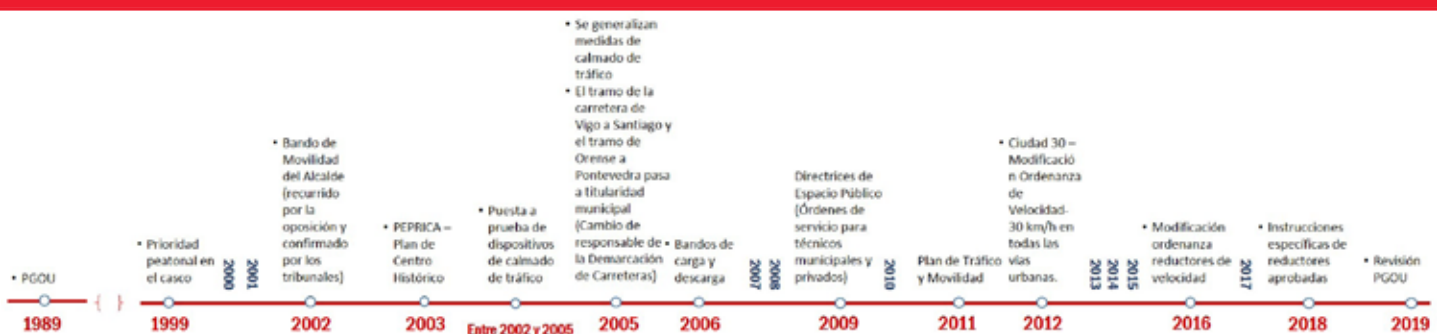 • PGOU
1989
• Prioridad
peatonal en
el casco
1999
2000
2001
• Bando de
Movilidad
del Alcalde
(recurrido
por la
oposición y
confirmado
por los
tribunales)
2002
• PEPRICA –
Plan de
Centro
Histórico
2003
• Puesta a
prueba de
dispositivos
de calmado
de tráfico
Entre 2002 y 2005
• Se generalizan
medidas de
calmado de
tráfico
• El tramo de la
carretera de
Vigo a Santiago y
el tramo de
Orense a
Pontevedra pasa
a titularidad
municipal
(Cambio de
responsable de
la Demarcación
de Carreteras)
2005
• Bandos de
carga y
descarga
2006
2007
2008
Directrices de
Espacio Público
(Órdenes de
servicio para
técnicos
municipales y
privados)
2009
2010
Plan de Tráfico
y Movilidad
2011
• Ciudad 30 –
Modificació
n Ordenanza
de
Velocidad-
30 km/h en
todas las
vías
urbanas.
2012
2013
2014
2015
• Modificación
ordenanza
reductores de
velocidad
2016
2017
• Instrucciones
específicas de
reductores
aprobadas
2018
• Revisión
PGOU
2019